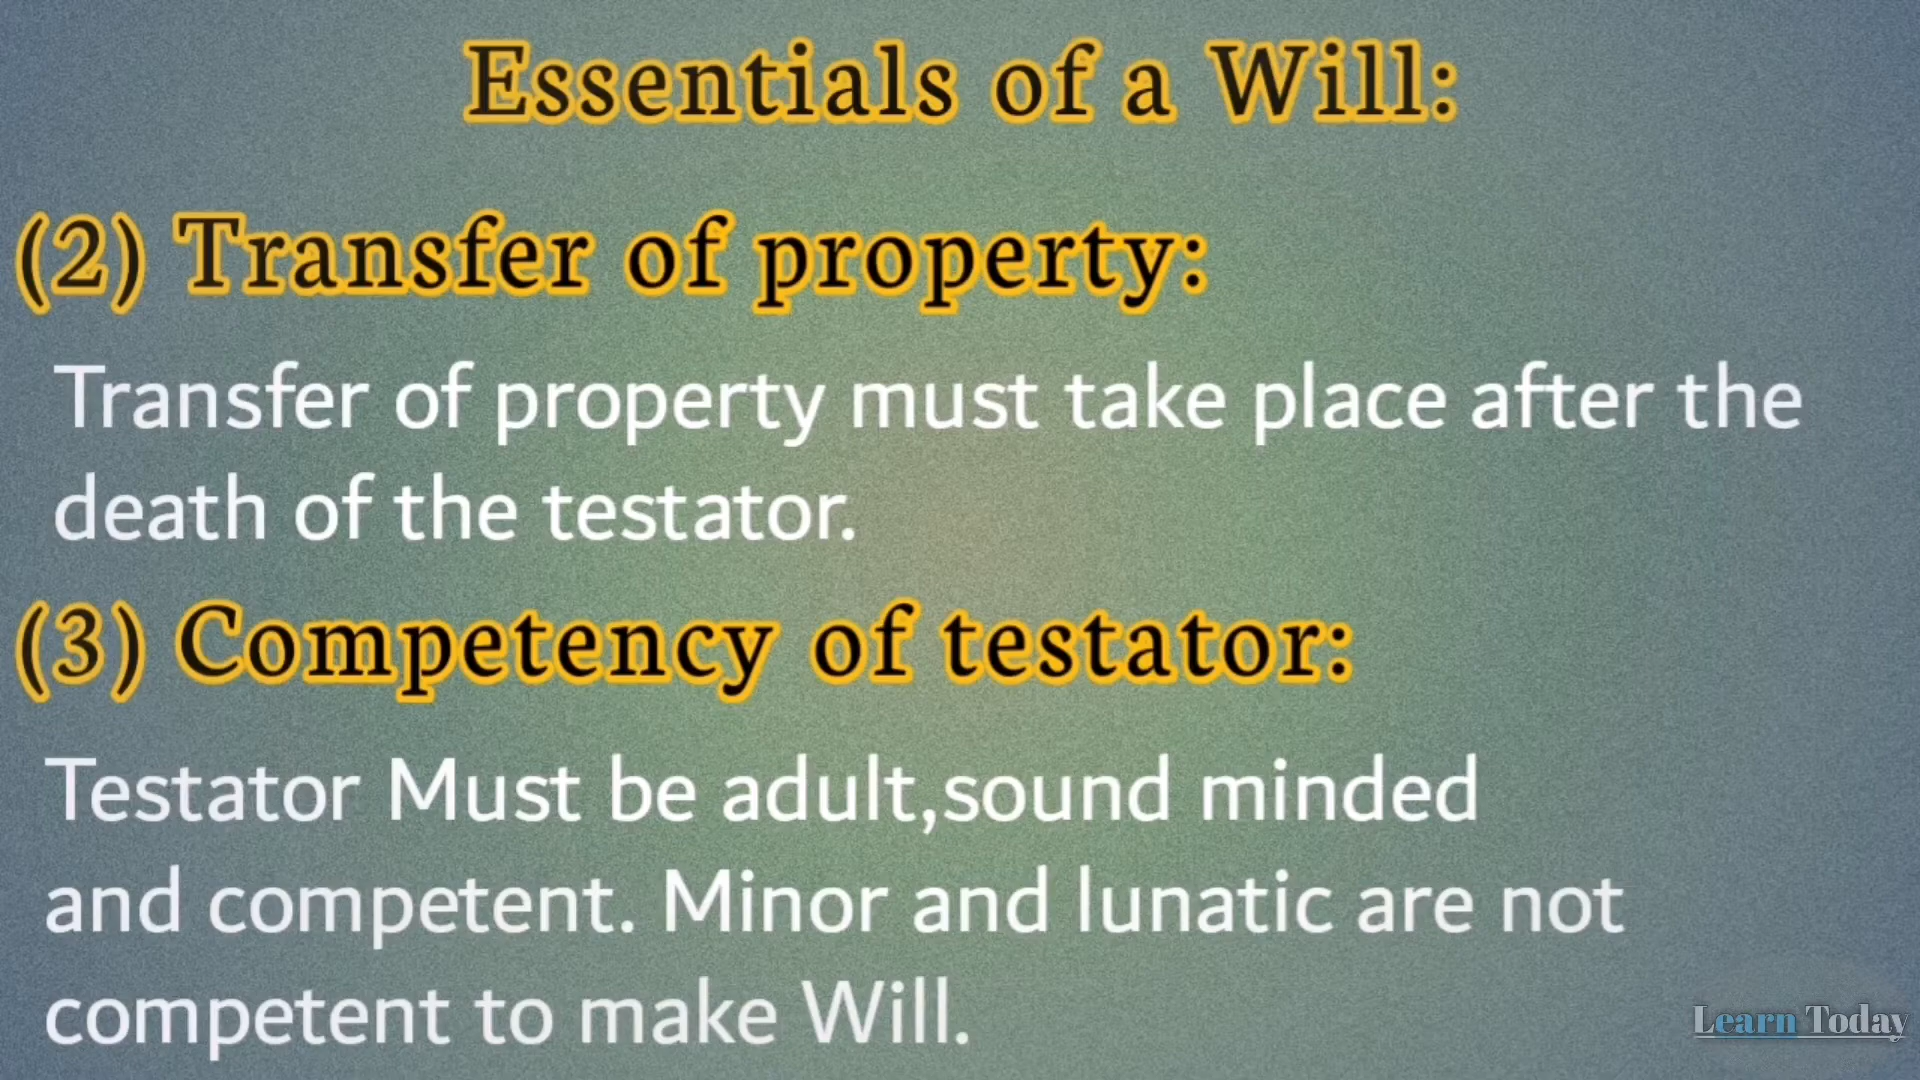 Essentials of a Will:
(2) Transfer of property:
Transfer of property must take place after the
death of the testator.
(3) Competency of testator:
Testator Must be adult,sound minded
and competent. Minor and lunatic are not
competent to make Will.
Learn Today